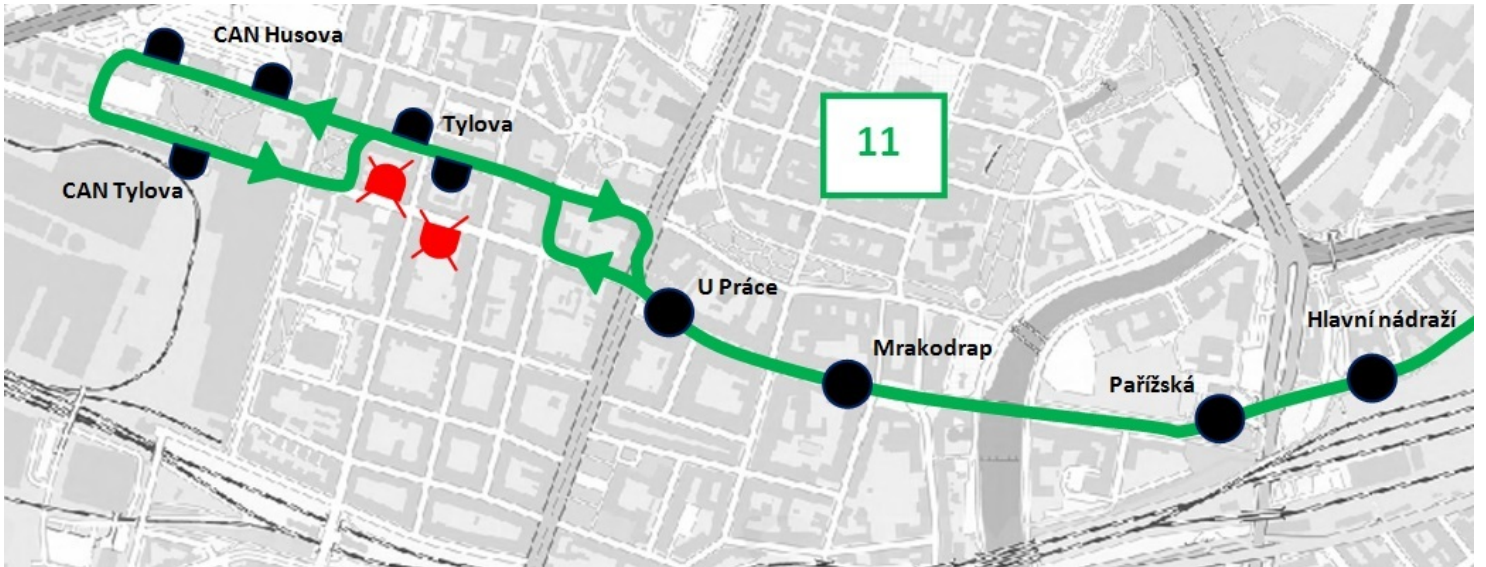 CAN Husova
Tylova
11
CAN Tylova
U Práce
Mrakodrap
Hlavní nádraží
Pařížská